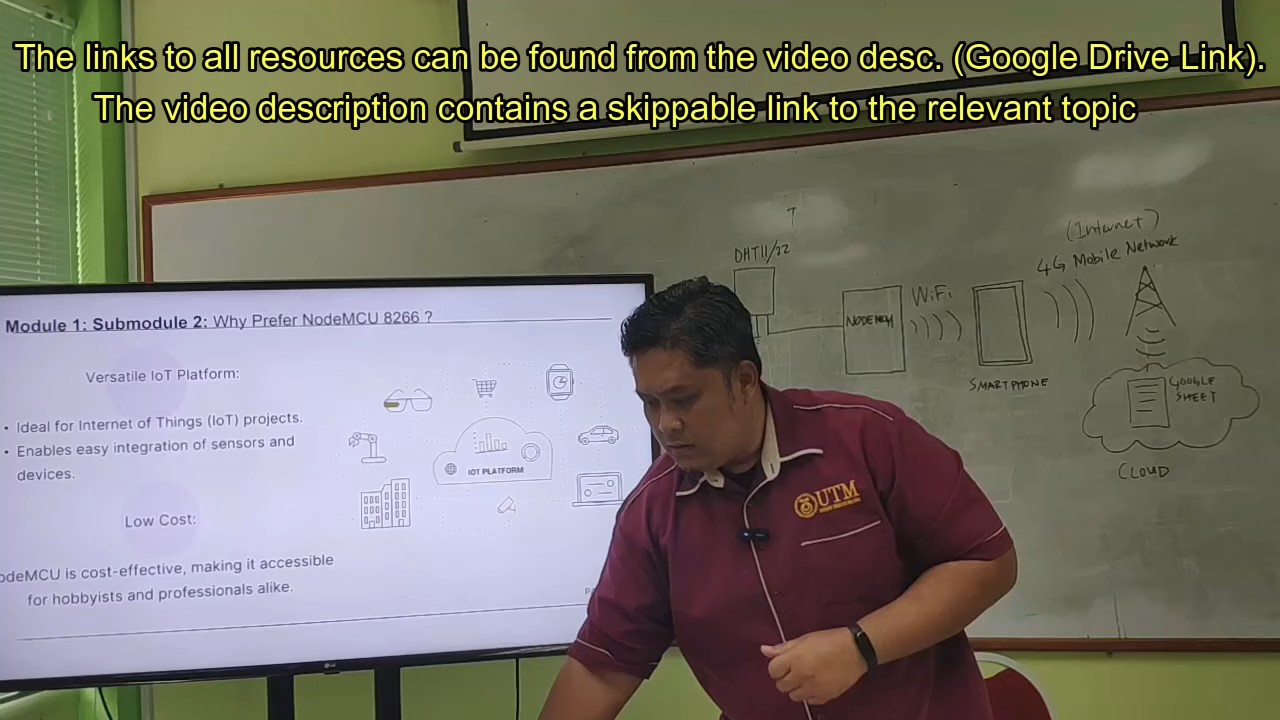 The links to all resources can be found from the video desc. (Google Drive Link).
The video description contains a skippable link to the relevant topic
Module 1: Submodule 2: Why Prefer NodeMCU 8266 ?
Versatile IoT Platform:
• Ideal for Internet of Things (IoT) projects.
• Enables easy integration of sensors and
devices.
Low Cost:
odeMCU is cost-effective, making it accessible
for hobbyists and professionals alike.
IOT PLATFORM
LG
T
DHT11/22
NODEMCU
WiFi
SMARTPHONE
(Internet)
4G Mobile Network
GOOGLE
SHEET
CLOUD
UTM